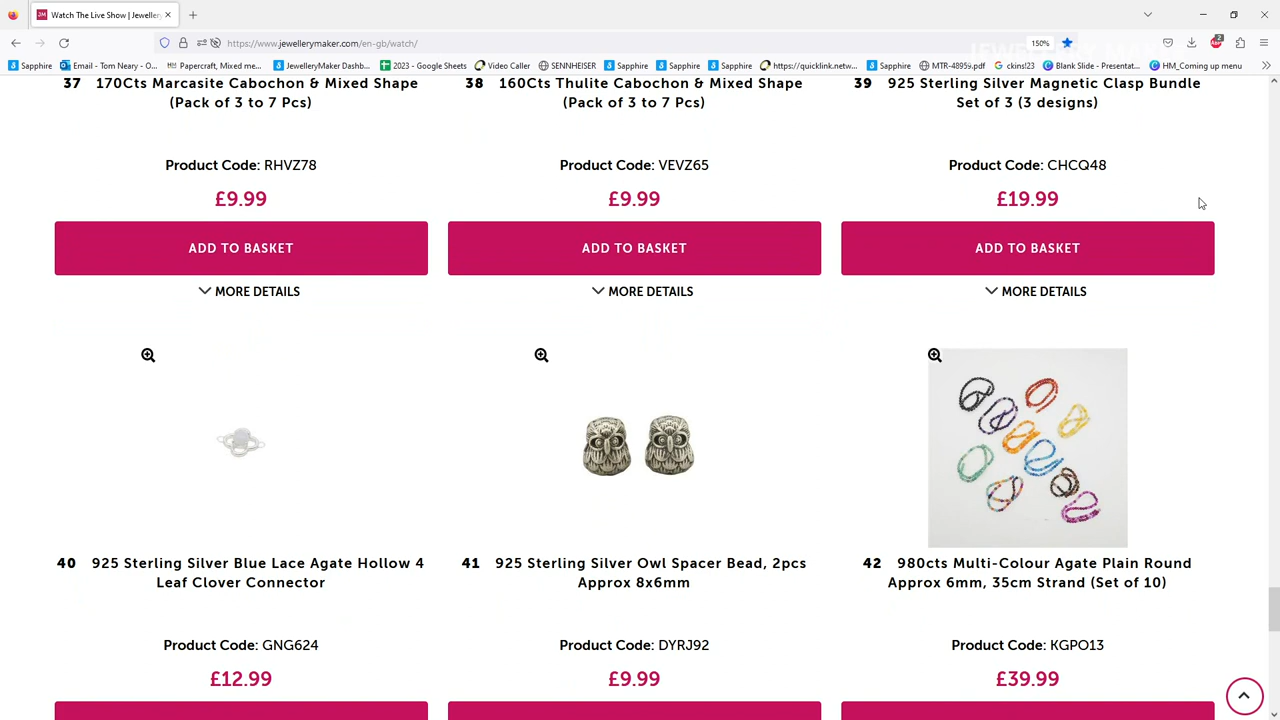 Watch The Live Show | Jeweller
https://www.jewellerymaker.com/en-gb/watch/
150%
2
Sapphire
Email - Tom Neary - O...
Papercraft, Mixed me...
JewelleryMaker Dashb...
2023 - Google Sheets
Video Caller
SENNHEISER
Sapphire
Sapphire
Sapphire
https://quicklink.netw...
Sapphire
MTR-48959.pdf
ckins!23
Blank Slide - Presentat...
HM_Coming up menu
37 170Cts Marcasite Cabochon & Mixed Shape
(Pack of 3 to 7 Pcs)
Product Code: RHVZ78
£9.99
ADD TO BASKET
MORE DETAILS
38 160Cts Thulite Cabochon & Mixed Shape
(Pack of 3 to 7 Pcs)
Product Code: VEVZ65
£9.99
ADD TO BASKET
MORE DETAILS
39 925 Sterling Silver Magnetic Clasp Bundle
Set of 3 (3 designs)
Product Code: CHCQ48
£19.99
ADD TO BASKET
MORE DETAILS
40 925 Sterling Silver Blue Lace Agate Hollow 4
Leaf Clover Connector
Product Code: GNG624
£12.99
41 925 Sterling Silver Owl Spacer Bead, 2pcs
Approx 8x6mm
Product Code: DYRJ92
£9.99
42 980cts Multi-Colour Agate Plain Round
Approx 6mm, 35cm Strand (Set of 10)
Product Code: KGPO13
£39.99